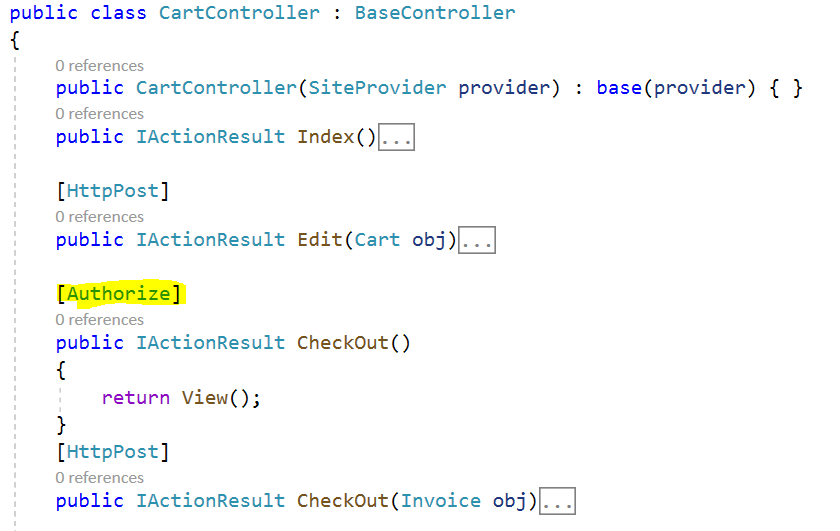 public class CartController : BaseController
{
0 references
public CartController(SiteProvider provider) : base(provider) { }
0 references
public IActionResult Index()...
[HttpPost]
0 references
public IActionResult Edit(Cart obj)...
[Authorize]
0 references
public IActionResult CheckOut()
{
return View();
}
[HttpPost]
0 references
public IActionResult CheckOut(Invoice obj)...